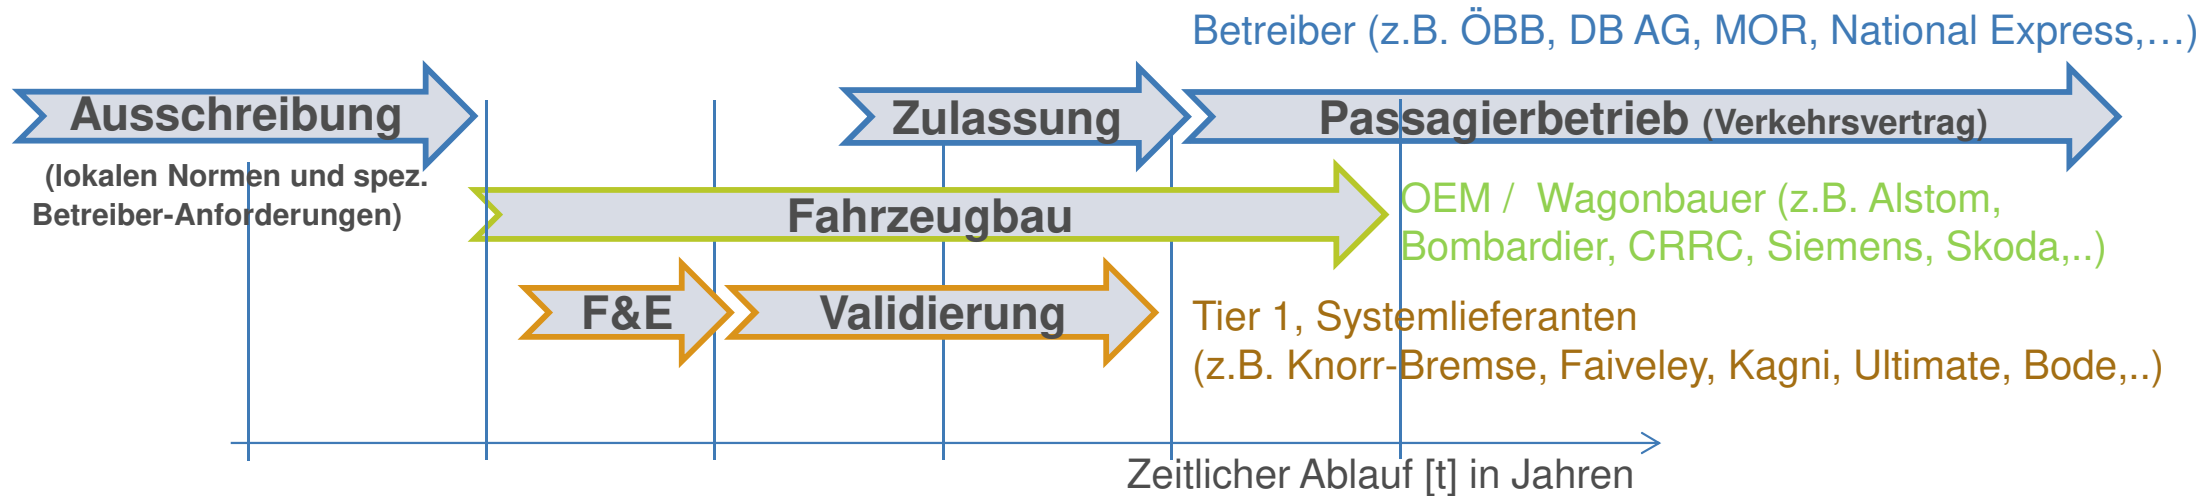 Betreiber (z.B. ÖBB, DB AG, MOR, National Express,…)
Ausschreibung
Zulassung
Passagierbetrieb (Verkehrsvertrag)
(lokalen Normen und spez.
Betreiber-Anforderungen)
Fahrzeugbau
OEM / Wagonbauer (z.B. Alstom,
Bombardier, CRRC, Siemens, Skoda,..)
F&E
Validierung
Tier 1, Systemlieferanten
(z.B. Knorr-Bremse, Faiveley, Kagni, Ultimate, Bode,..)
Zeitlicher Ablauf [t] in Jahren